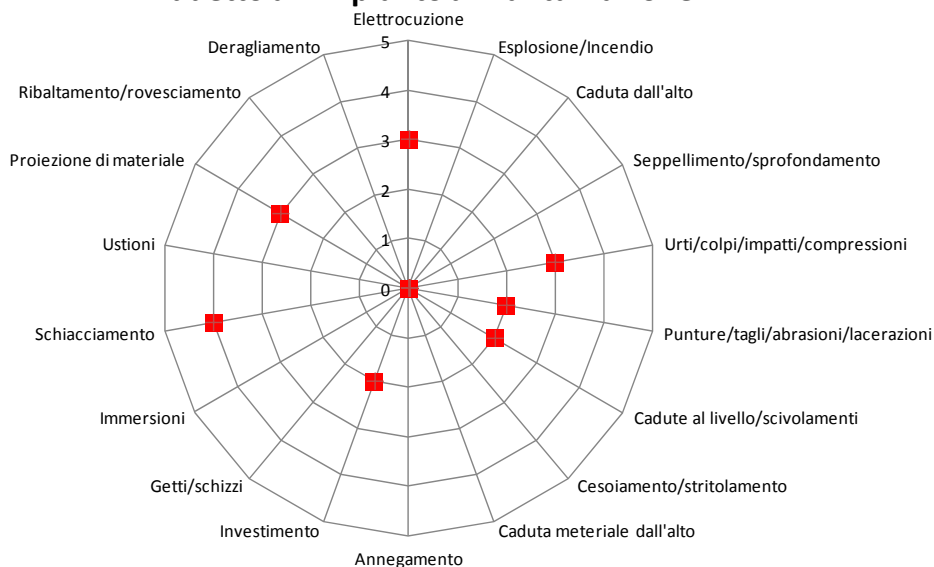 Elettrocuzione
Deragliamento
Esplosione/Incendio
Ribaltamento/rovesciamento
Caduta dall'alto
Proiezione di materiale
Seppellimento/sprofondamento
Ustioni
Urti/colpi/impatti/compressioni
Schiacciamento
Punture/tagli/abrasioni/lacerazioni
Immersioni
Cadute al livello/scivolamenti
Getti/schizzi
Cesoiamento/stritolamento
Investimento
Caduta meteriale dall'alto
Annegamento
5
4
3
2
1
0